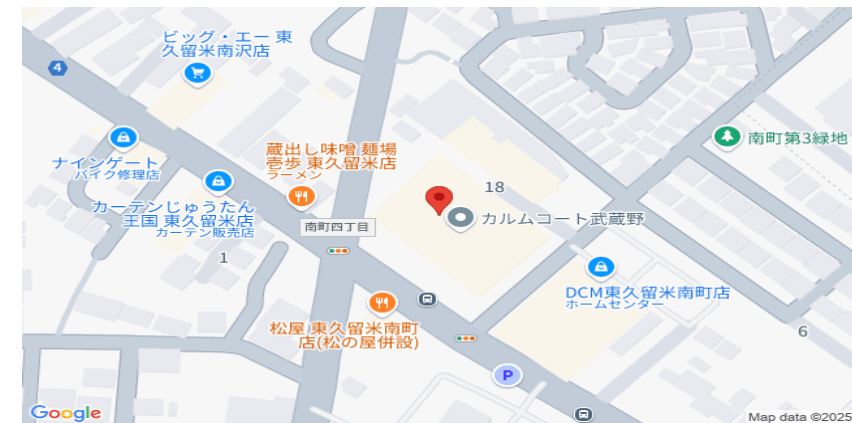 ビッグ・エー 東
久留米南沢店
4
ナインゲート
バイク修理店
蔵出し味噌 麺場
壱歩 東久留米店
ラーメン
カーテンじゅうたん
王国 東久留米店
カーテン販売店
1
南町四丁目
18
カルムコート武蔵野
南町第3緑地
DCM東久留米南町店
ホームセンター
6
松屋 東久留米南町
店(松の屋併設)
P
Google
Map data ©2025